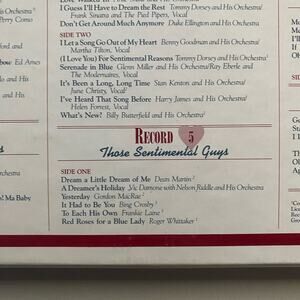 I Guess I'll Have to Dream the Rest Tommy Dorsey and His Orchestra/
Frank Sinatra and The Pied Pipers, Vocal
Don't Get Around Much Anymore Duke Ellington and His Orchestra
SIDE TWO
I Let a Song Go Out of My Heart Benny Goodman and His Orchestra/
Martha Tilton, Vocal
(I Love You) For Sentimental Reasons Tommy Dorsey and His Orchestra
Serenade in Blue Glenn Miller and His Orchestra/Ray Eberle and
The Modernaires, Vocal
It's Been a Long, Long Time Stan Kenton and His Orchestra/
June Christy, Vocal
I've Heard That Song Before Harry James and His Orchestra/
Helen Forrest, Vocal
What's New? Billy Butterfield and His Orchestra
RECORD 5
Those Sentimental Guys
SIDE ONE
Dream a Little Dream of Me Dean Martin
A Dreamer's Holiday Vic Damone with Nelson Riddle and His Orchestra
Yesterday Gordon MacRae
It Had to Be You Bing Crosby
To Each His Own Frankie Laine
Red Roses for a Blue Lady Roger Whittaker
Perry Como
Ed Ames
Ma Baby